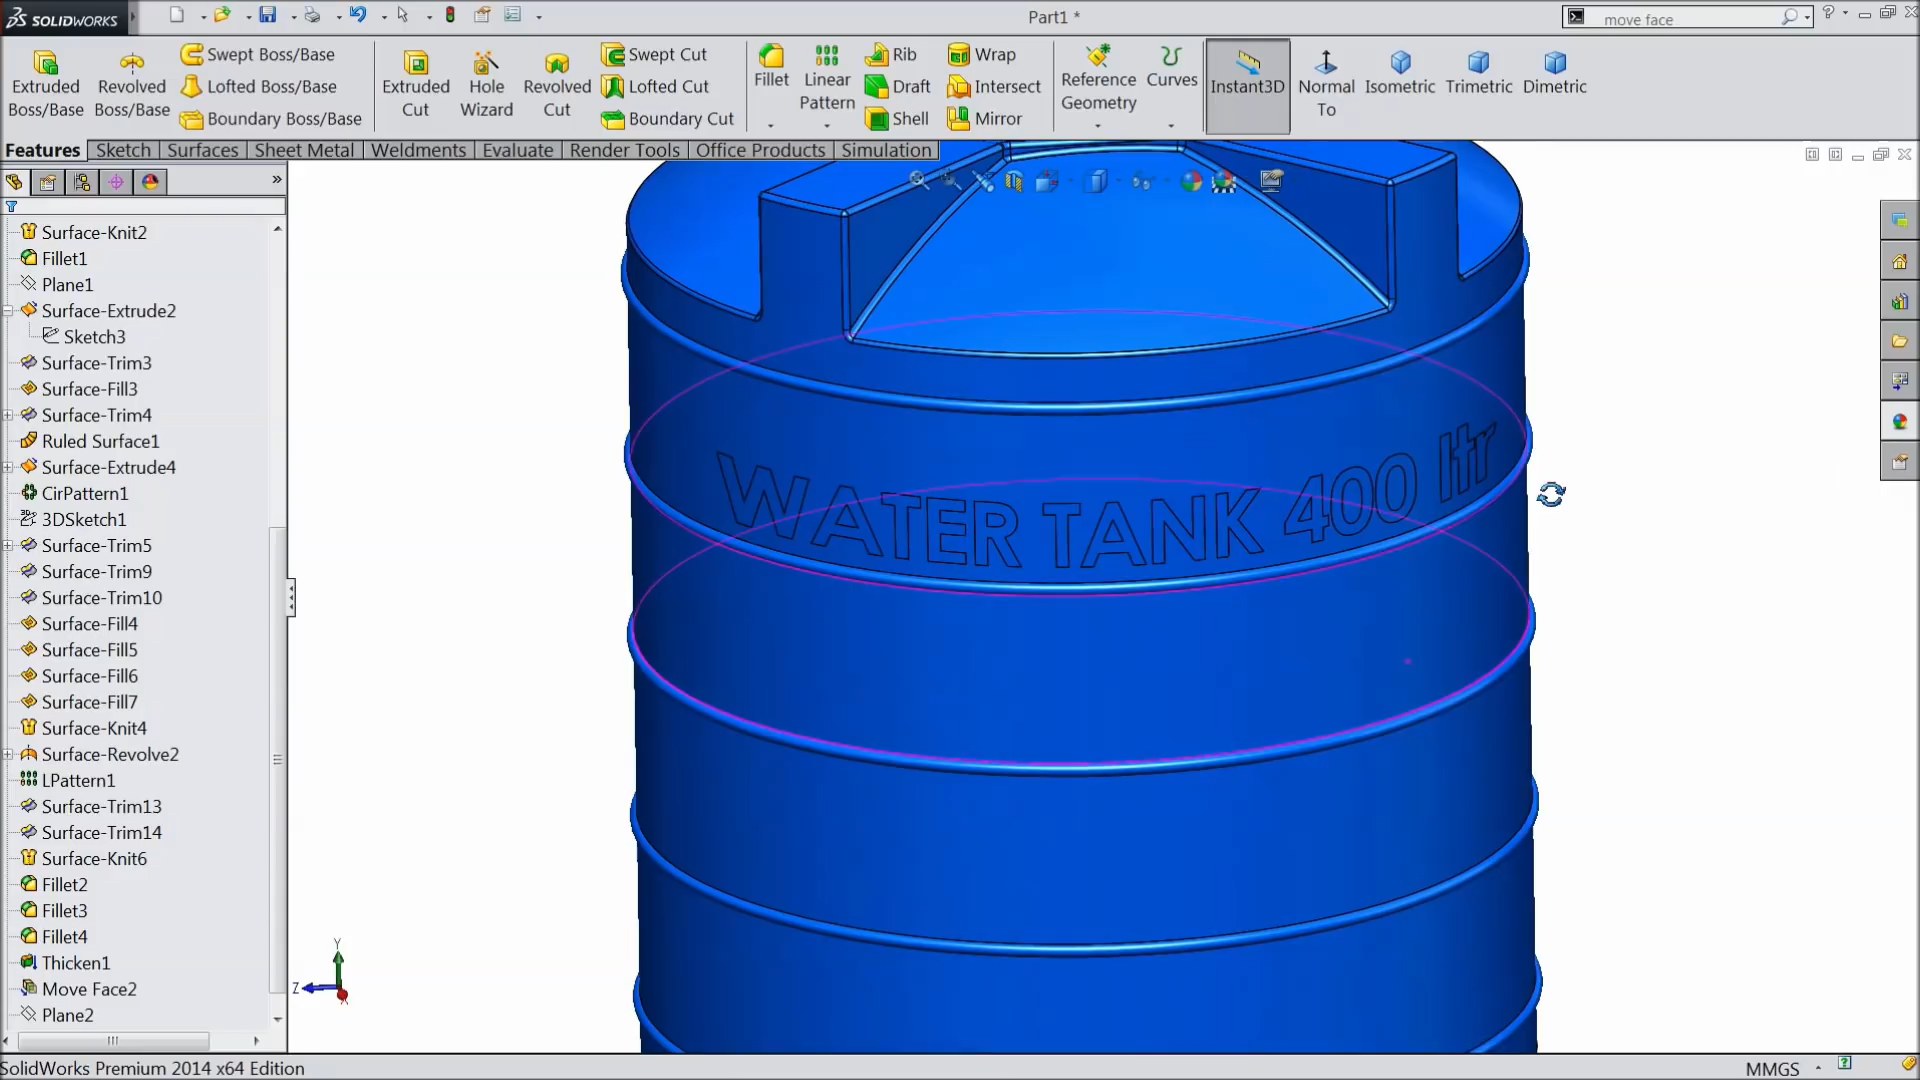 SOLIDWORKS
Part1 *
move face
Extruded Boss/Base
Revolved Boss/Base
Swept Boss/Base
Lofted Boss/Base
Boundary Boss/Base
Extruded Cut
Hole Wizard
Revolved Cut
Swept Cut
Lofted Cut
Boundary Cut
Fillet
Linear Pattern
Rib
Draft
Shell
Wrap
Intersect
Mirror
Reference Geometry
Curves
Instant3D
Normal To
Isometric
Trimetric
Dimetric
Features
Sketch
Surfaces
Sheet Metal
Weldments
Evaluate
Render Tools
Office Products
Simulation
Surface-Knit2
Fillet1
Plane1
Surface-Extrude2
Sketch3
Surface-Trim3
Surface-Fill3
Surface-Trim4
Ruled Surface1
Surface-Extrude4
CirPattern1
3DSketch1
Surface-Trim5
Surface-Trim9
Surface-Trim10
Surface-Fill4
Surface-Fill5
Surface-Fill6
Surface-Fill7
Surface-Knit4
Surface-Revolve2
LPattern1
Surface-Trim13
Surface-Trim14
Surface-Knit6
Fillet2
Fillet3
Fillet4
Thicken1
Move Face2
Plane2
WATER TANK 400 ltr
Y
Z
X
SolidWorks Premium 2014 x64 Edition
MMGS